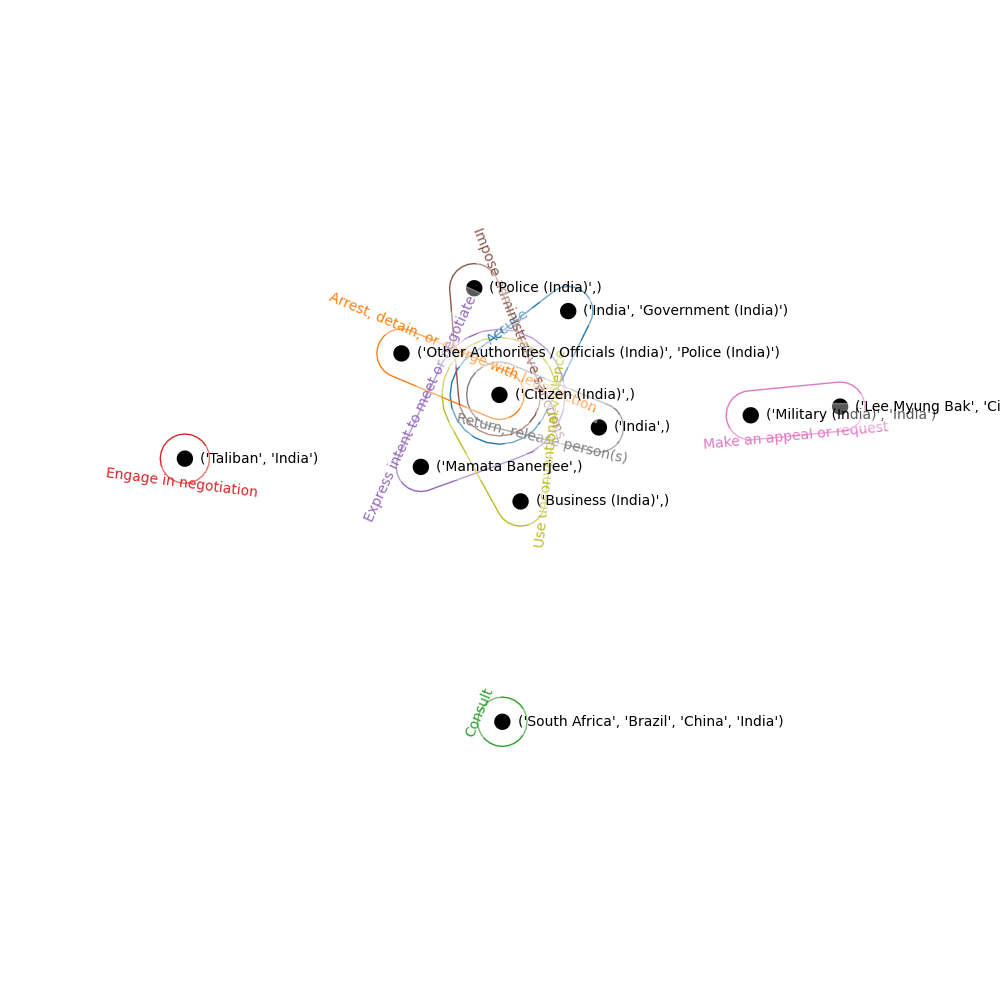 Impose administrative sanctions
('Police (India)',)
('India', 'Government (India)')
Accuse
Arrest, detain, or charge with legal action
('Other Authorities / Officials (India)', 'Police (India)')
Express intent to meet or negotiate
('Citizen (India)',)
('Lee Myung Bak', 'Ci
('Military (India)', 'India')
Make an appeal or request
Return, release person(s)
('India',)
('Taliban', 'India')
Engage in negotiation
('Mamata Banerjee',)
('Business (India)',)
Use unconventional violence
Consult
('South Africa', 'Brazil', 'China', 'India')